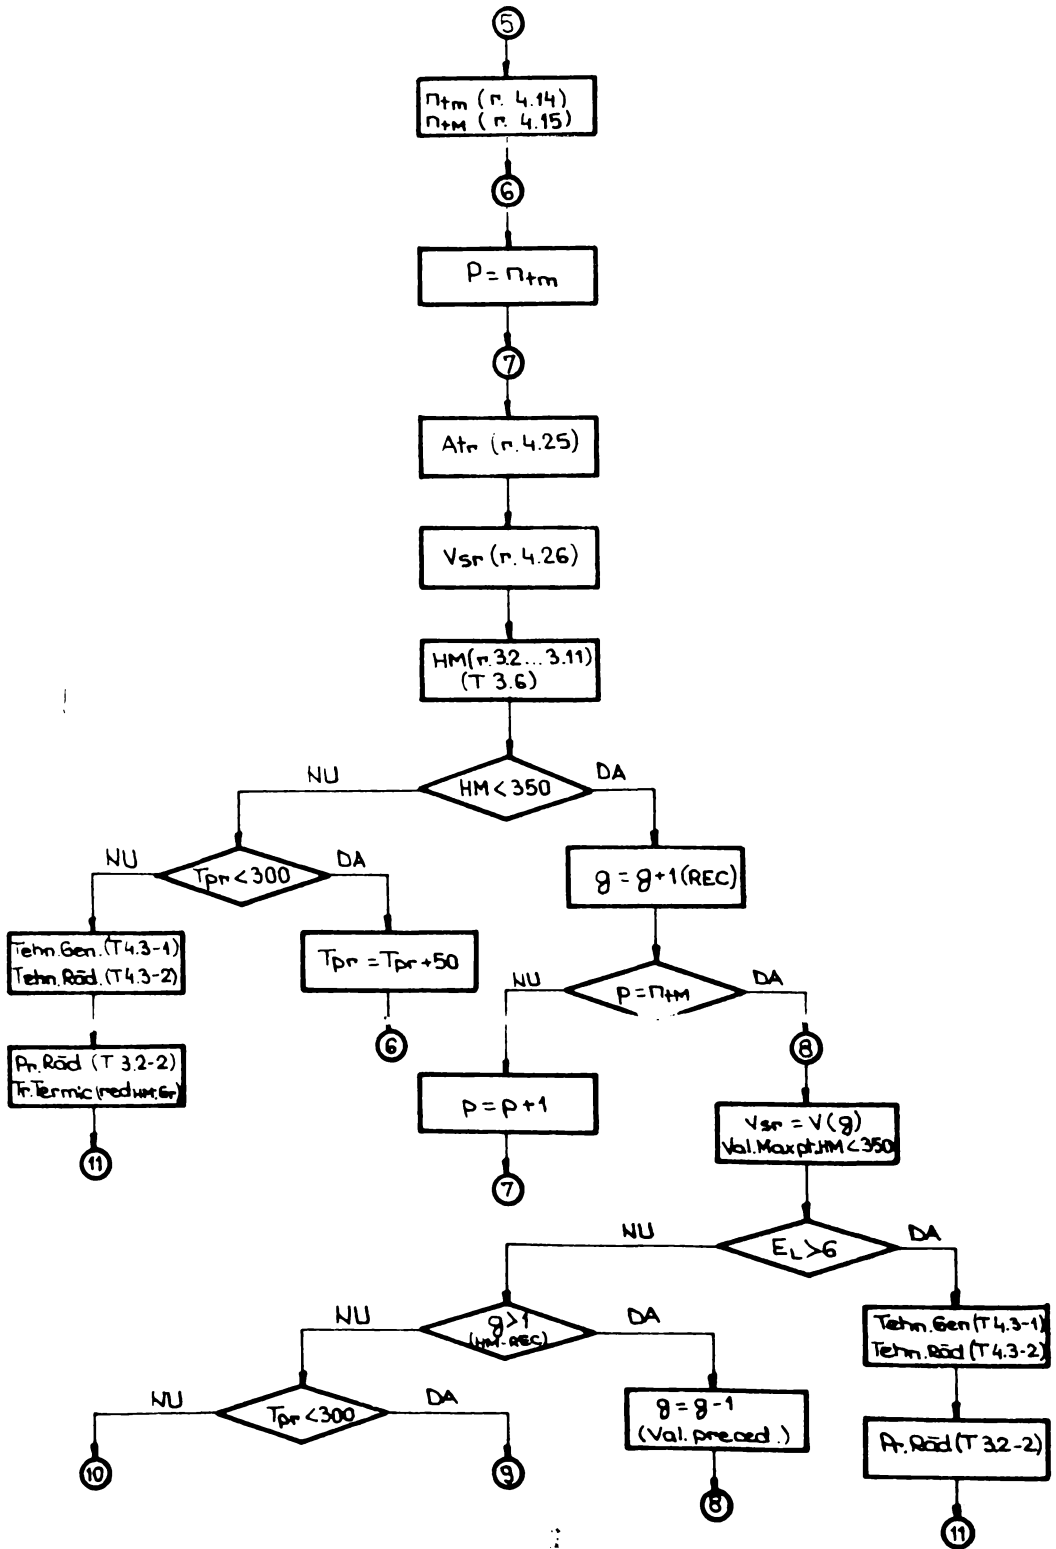 5
ntm (r. 4.14)
ntM (r. 4.15)
6
P = ntm
7
Atr (r. 4.25)
Vsr (r. 4.26)
HM (r. 3.2 ... 3.11)
(T 3.6)
HM < 350
NU
DA
Tpr < 300
NU
DA
g = g+1 (REC)
Tehn. Gen. (T 4.3-1)
Tehn. Răd. (T 4.3-2)
Tpr = Tpr + 50
p = ntM
NU
DA
6
8
Pr. Răd (T 3.2-2)
Tr. Termic (red HM, Gr)
p = p + 1
Vsr = V(g)
Val. Max pt. HM < 350
11
7
EL > 6
NU
DA
g > 1
(HM-REC)
NU
DA
Tehn. Gen (T 4.3-1)
Tehn. Răd (T 4.3-2)
Tpr < 300
NU
DA
g = g - 1
(Val. preced.)
Pr. Răd (T 3.2-2)
10
9
8
11